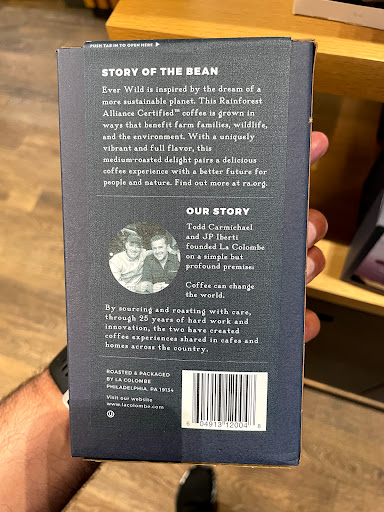 PUSH TAB IN TO OPEN HERE
STORY OF THE BEAN
Ever Wild is inspired by the dream of a
more sustainable planet. This Rainforest
Alliance Certified™ coffee is grown in
ways that benefit farm families, wildlife,
and the environment. With a uniquely
vibrant and full flavor, this
medium-roasted delight pairs a delicious
coffee experience with a better future for
people and nature. Find out more at ra.org.
OUR STORY
Todd Carmichael
and JP Iberti
founded La Colombe
on a simple but
profound premise:
Coffee can change
the world.
By sourcing and roasting with care,
through 25 years of hard work and
innovation, the two have created
coffee experiences shared in cafes and
homes across the country.
ROASTED & PACKAGED
BY LA COLOMBE
PHILADELPHIA, PA 19134
Visit our website
www.lacolombe.com
6 04913 12004 8